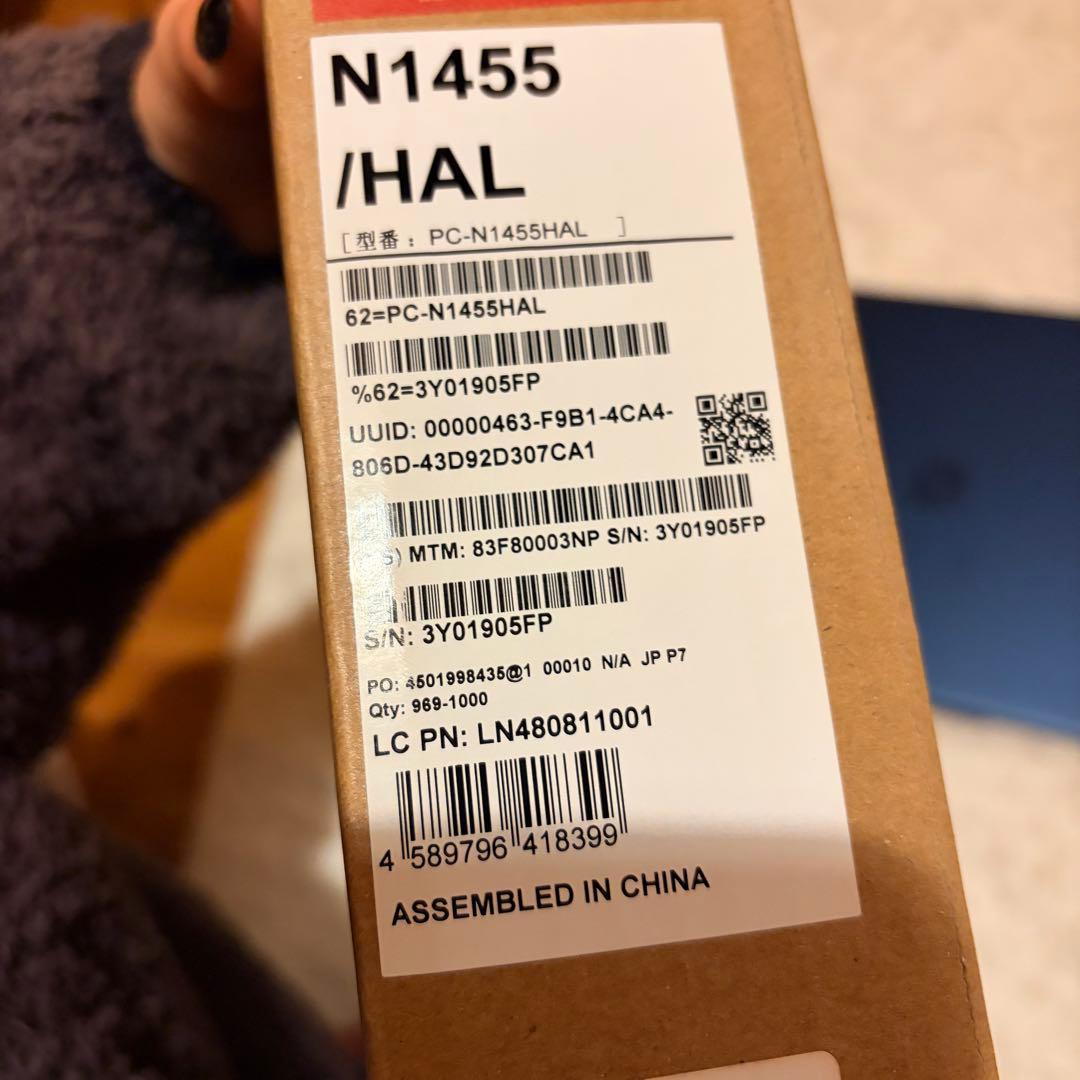 N1455
/HAL
[型番：PC-N1455HAL ]
62=PC-N1455HAL
%62=3Y01905FP
UUID: 00000463-F9B1-4CA4-
806D-43D92D307CA1
S) MTM: 83F80003NP S/N: 3Y01905FP
S/N: 3Y01905FP
PO: 4501998435@1 00010 N/A JP P7
Qty: 969-1000
LC PN: LN480811001
4 589796 418399
ASSEMBLED IN CHINA